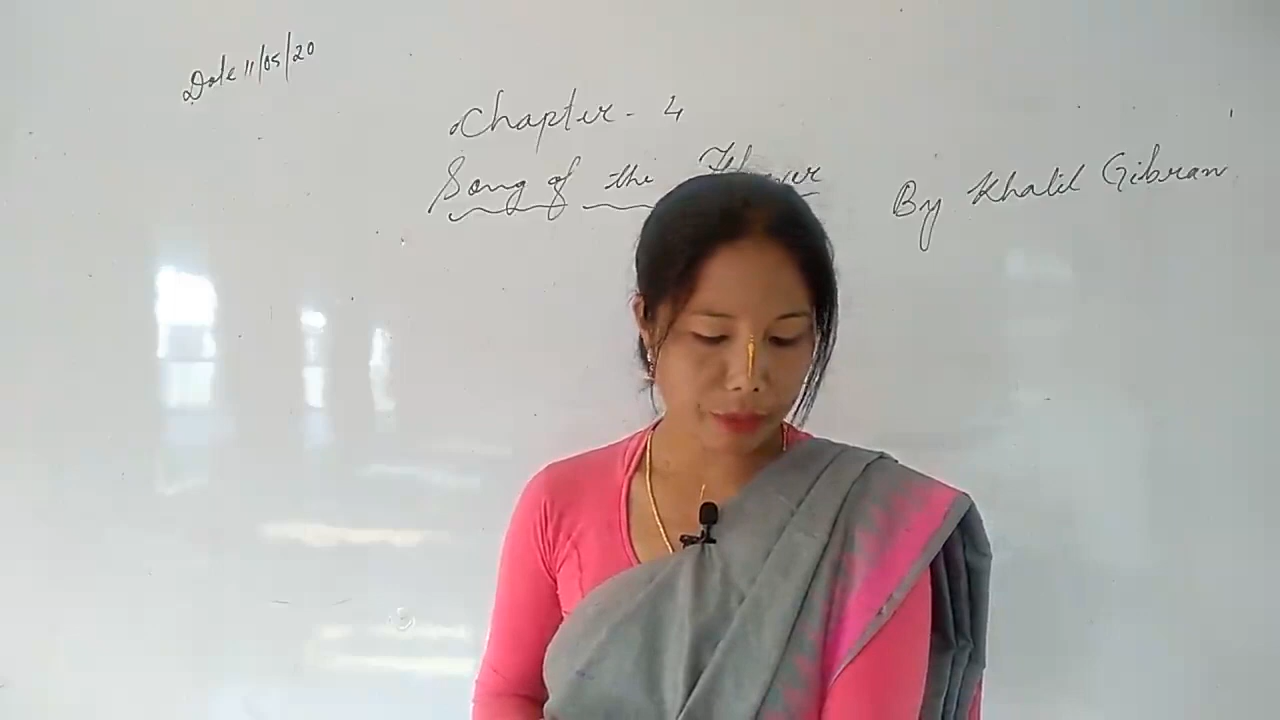 Date 11/05/20
Chapter - 4
Song of the
By Khalil Gibran